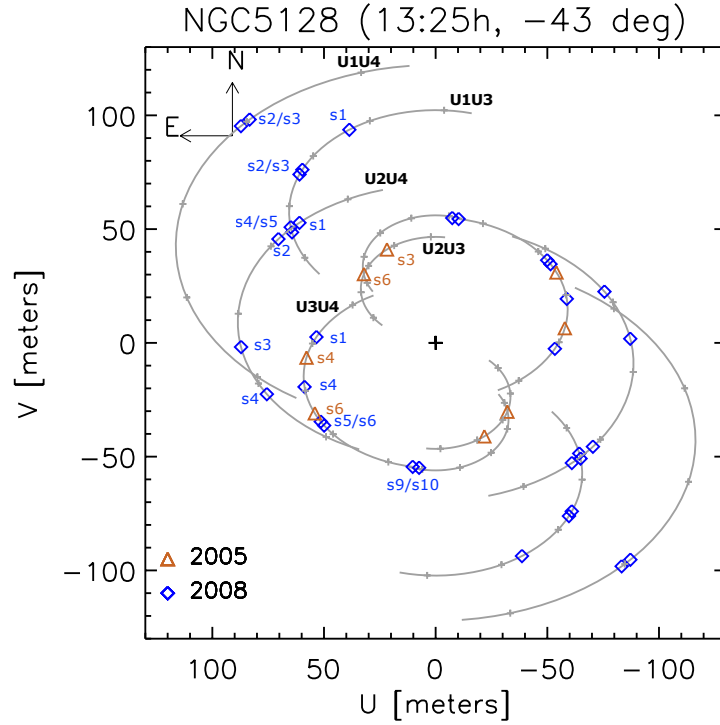 NGC5128 (13:25h, −43 deg)
N
E
U1U4
U1U3
U2U4
U2U3
U3U4
s2/s3
s1
s2/s3
s4/s5
s1
s2
s3
s6
s3
s1
s4
s4
s4
s6
s5/s6
s9/s10
2005
2008
100
50
0
−50
−100
V [meters]
100
50
0
−50
−100
U [meters]